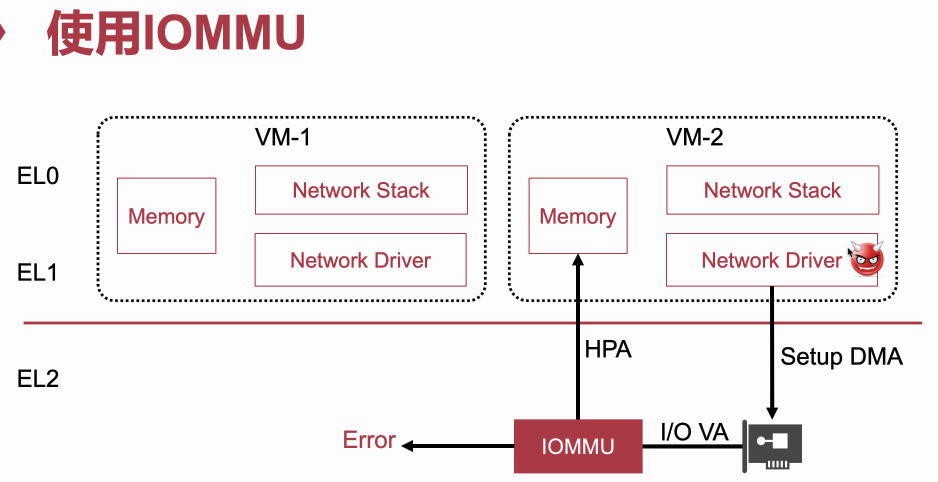 使用IOMMU
VM-1
VM-2
EL0
Memory
Network Stack
Memory
Network Stack
EL1
Network Driver
Network Driver
EL2
HPA
Setup DMA
Error
IOMMU
I/O VA